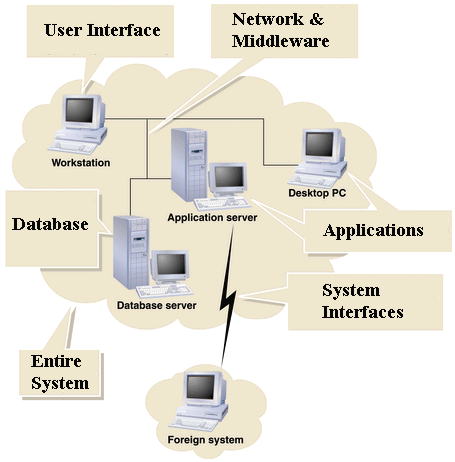 User Interface
Network &
Middleware
Workstation
Desktop PC
Application server
Database
Applications
Database server
System
Interfaces
Entire
System
Foreign system